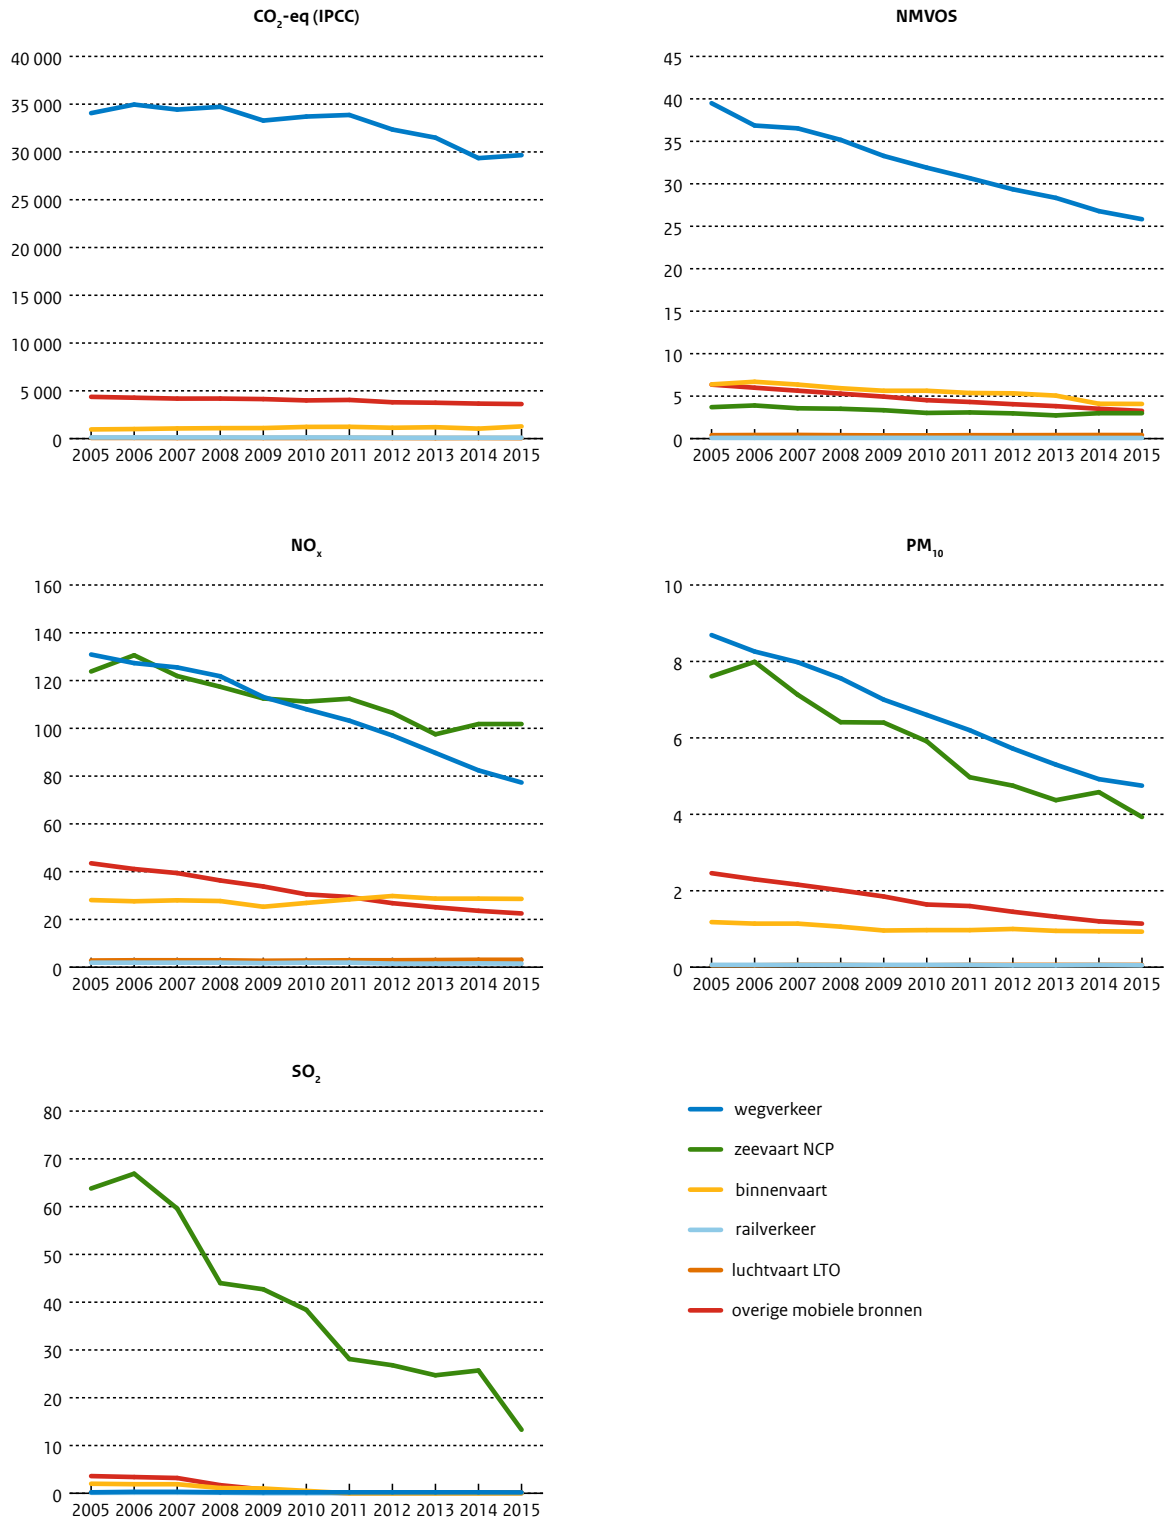 CO2-eq (IPCC)
40 000
35 000
30 000
25 000
20 000
15 000
10 000
5 000
0
2005 2006 2007 2008 2009 2010 2011 2012 2013 2014 2015
NMVOS
45
40
35
30
25
20
15
10
5
0
2005 2006 2007 2008 2009 2010 2011 2012 2013 2014 2015
NOx
160
140
120
100
80
60
40
20
0
2005 2006 2007 2008 2009 2010 2011 2012 2013 2014 2015
PM10
10
8
6
4
2
0
2005 2006 2007 2008 2009 2010 2011 2012 2013 2014 2015
SO2
80
70
60
50
40
30
20
10
0
2005 2006 2007 2008 2009 2010 2011 2012 2013 2014 2015
wegverkeer
zeevaart NCP
binnenvaart
railverkeer
luchtvaart LTO
overige mobiele bronnen